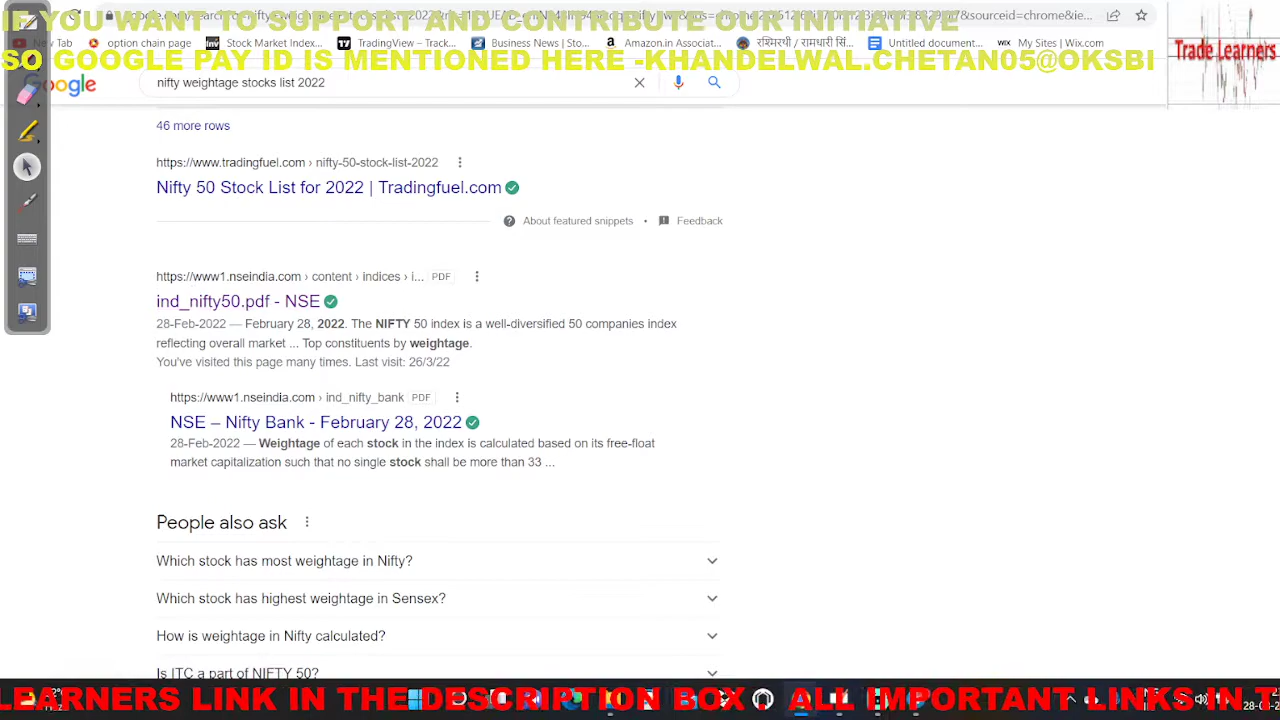 IF YOU WANT TO SUPPORT AND CONTRIBUTE FOR INITIATIVE
SO GOOGLE PAY ID IS MENTIONED HERE -KHANDELWAL.CHETAN05@OKSBI
Trade Learners
New Tab
option chain page
Stock Market Index...
TradingView – Track...
Business News | Sto...
Amazon.in Associat...
रश्मिरथी / रामधारी सिं...
Untitled document...
My Sites | Wix.com
nifty weightage stocks list 2022
46 more rows
https://www.tradingfuel.com › nifty-50-stock-list-2022
Nifty 50 Stock List for 2022 | Tradingfuel.com
About featured snippets • Feedback
https://www1.nseindia.com › content › indices › i... PDF
ind_nifty50.pdf - NSE
28-Feb-2022 — February 28, 2022. The NIFTY 50 index is a well-diversified 50 companies index
reflecting overall market ... Top constituents by weightage.
You've visited this page many times. Last visit: 26/3/22
https://www1.nseindia.com › ind_nifty_bank PDF
NSE – Nifty Bank - February 28, 2022
28-Feb-2022 — Weightage of each stock in the index is calculated based on its free-float
market capitalization such that no single stock shall be more than 33 ...
People also ask
Which stock has most weightage in Nifty?
Which stock has highest weightage in Sensex?
How is weightage in Nifty calculated?
Is ITC a part of NIFTY 50?
LEARNERS LINK IN THE DESCRIPTION BOX , ALL IMPORTANT LINKS IN T